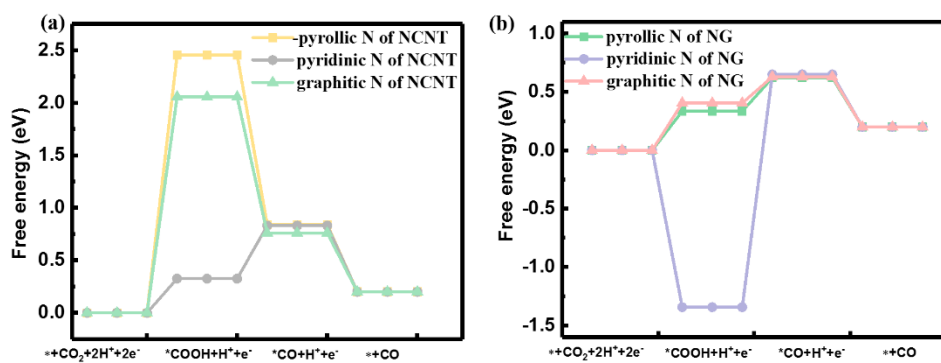 (a)
-pyrollic N of NCNT
pyridinic N of NCNT
graphitic N of NCNT
Free energy (eV)
2.5
2.0
1.5
1.0
0.5
0.0
*+CO₂+2H⁺+2e⁻
*COOH+H⁺+e⁻
*CO+H⁺+e⁻
*+CO
(b)
pyrollic N of NG
pyridinic N of NG
graphitic N of NG
Free energy (eV)
1.0
0.5
0.0
-0.5
-1.0
-1.5
*+CO₂+2H⁺+2e⁻
*COOH+H⁺+e⁻
*CO+H⁺+e⁻
*+CO